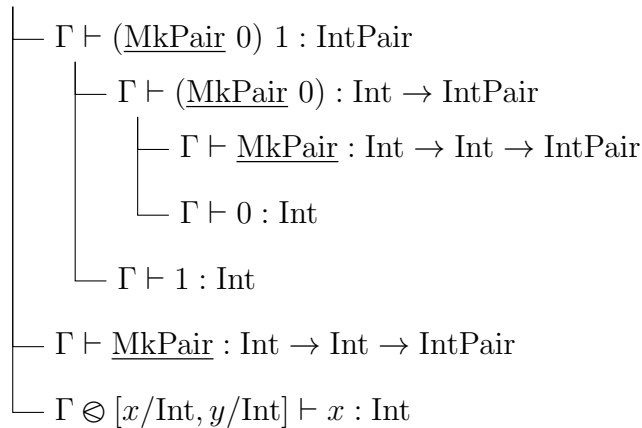 Γ ⊢ (MkPair 0) 1 : IntPair
Γ ⊢ (MkPair 0) : Int → IntPair
Γ ⊢ MkPair : Int → Int → IntPair
Γ ⊢ 0 : Int
Γ ⊢ 1 : Int
Γ ⊢ MkPair : Int → Int → IntPair
Γ ⧀ [x/Int, y/Int] ⊢ x : Int